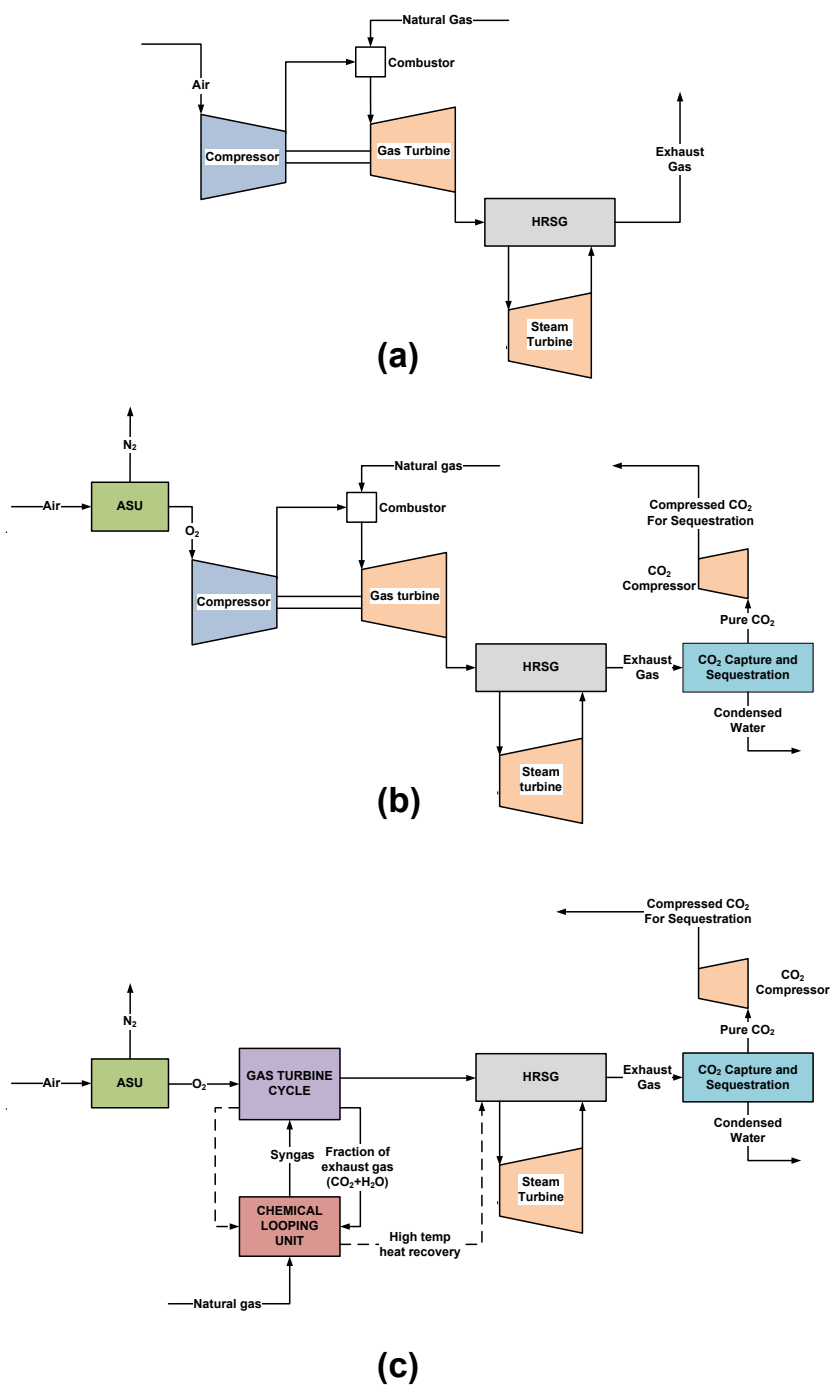 Natural Gas
Combustor
Air
Compressor
Gas Turbine
Exhaust
Gas
HRSG
Steam
Turbine
(a)
N₂
Natural gas
Compressed CO₂
For Sequestration
Air
ASU
Combustor
O₂
CO₂
Compressor
Compressor
Gas turbine
Pure CO₂
HRSG
Exhaust
Gas
CO₂ Capture and
Sequestration
Condensed
Water
Steam
turbine
(b)
Compressed CO₂
For Sequestration
CO₂
Compressor
N₂
Pure CO₂
Air
ASU
O₂
GAS TURBINE
CYCLE
HRSG
Exhaust
Gas
CO₂ Capture and
Sequestration
Syngas
Fraction of
exhaust gas
(CO₂+H₂O)
Condensed
Water
Steam
Turbine
CHEMICAL
LOOPING
UNIT
High temp
heat recovery
Natural gas
(c)